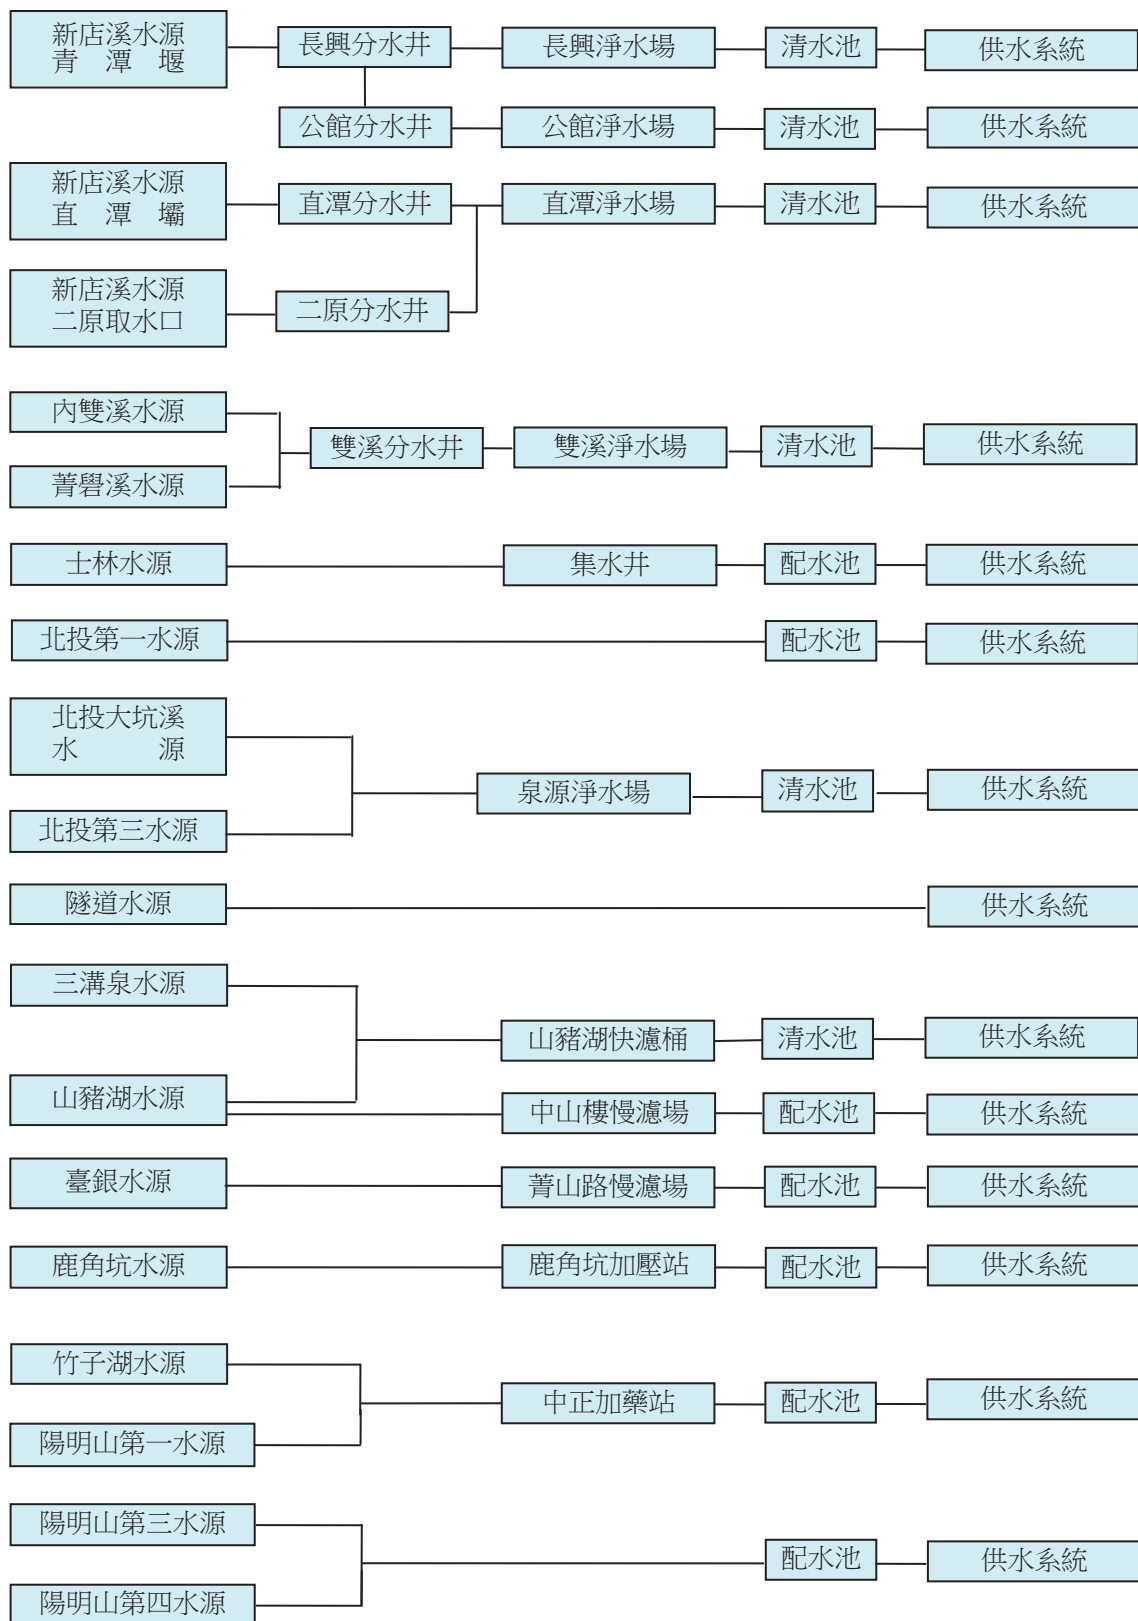 新店溪水源
青潭堰
長興分水井
長興淨水場
清水池
供水系統
公館分水井
公館淨水場
清水池
供水系統
新店溪水源
直潭壩
直潭分水井
直潭淨水場
清水池
供水系統
新店溪水源
二原取水口
二原分水井
內雙溪水源
菁礐溪水源
雙溪分水井
雙溪淨水場
清水池
供水系統
士林水源
集水井
配水池
供水系統
北投第一水源
配水池
供水系統
北投大坑溪
水源
北投第三水源
泉源淨水場
清水池
供水系統
隧道水源
供水系統
三溝泉水源
山豬湖水源
山豬湖快濾桶
清水池
供水系統
中山樓慢濾場
配水池
供水系統
臺銀水源
菁山路慢濾場
配水池
供水系統
鹿角坑水源
鹿角坑加壓站
配水池
供水系統
竹子湖水源
陽明山第一水源
中正加藥站
配水池
供水系統
陽明山第三水源
陽明山第四水源
配水池
供水系統